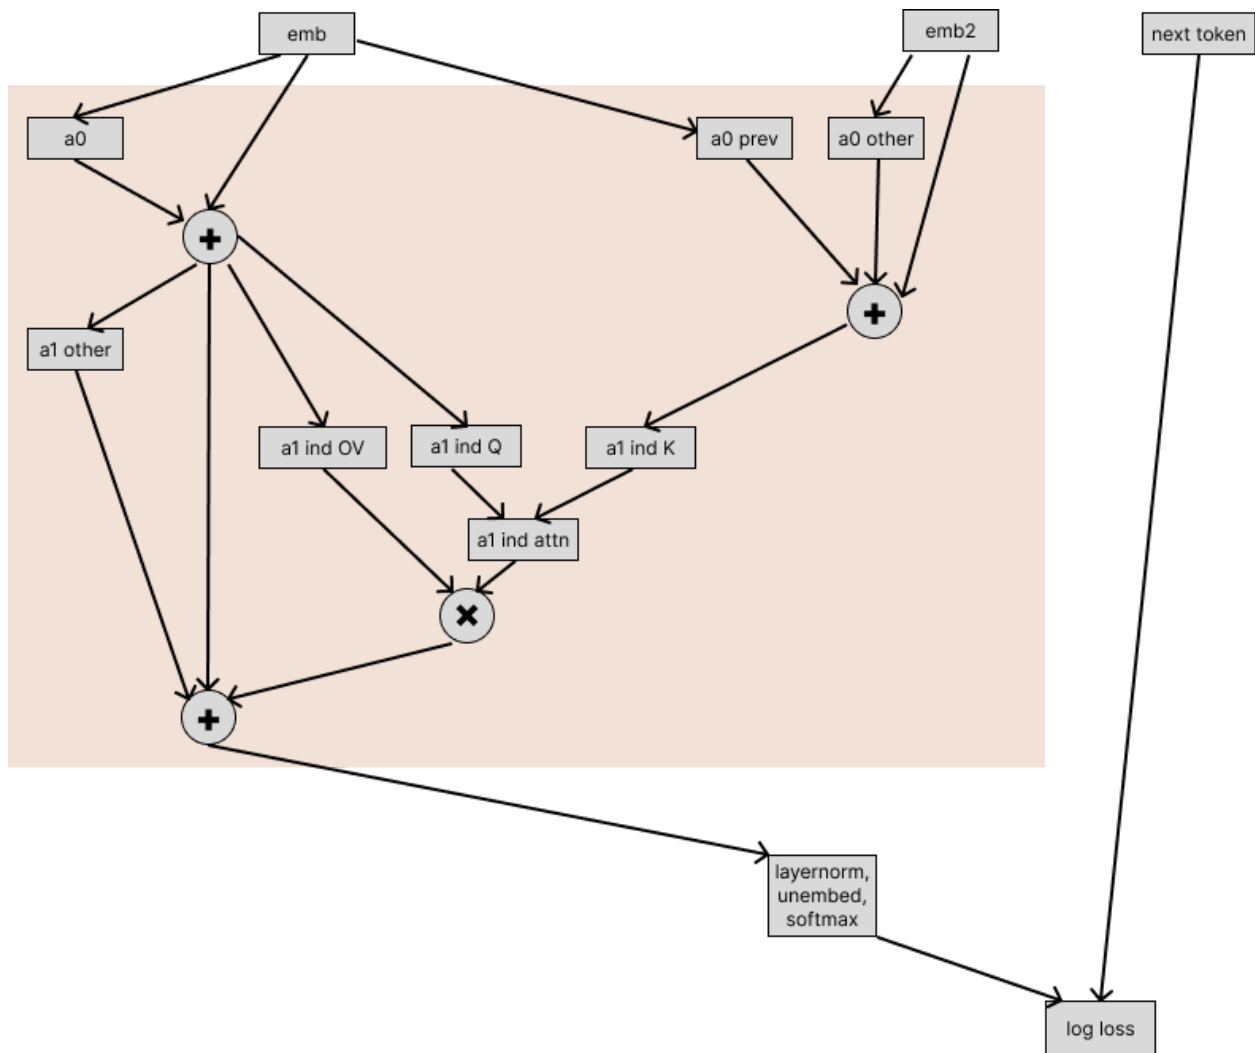 emb
emb2
next token
a0
a0 prev
a0 other
+
+
a1 other
a1 ind OV
a1 ind Q
a1 ind K
a1 ind attn
×
+
layernorm,
unembed,
softmax
log loss